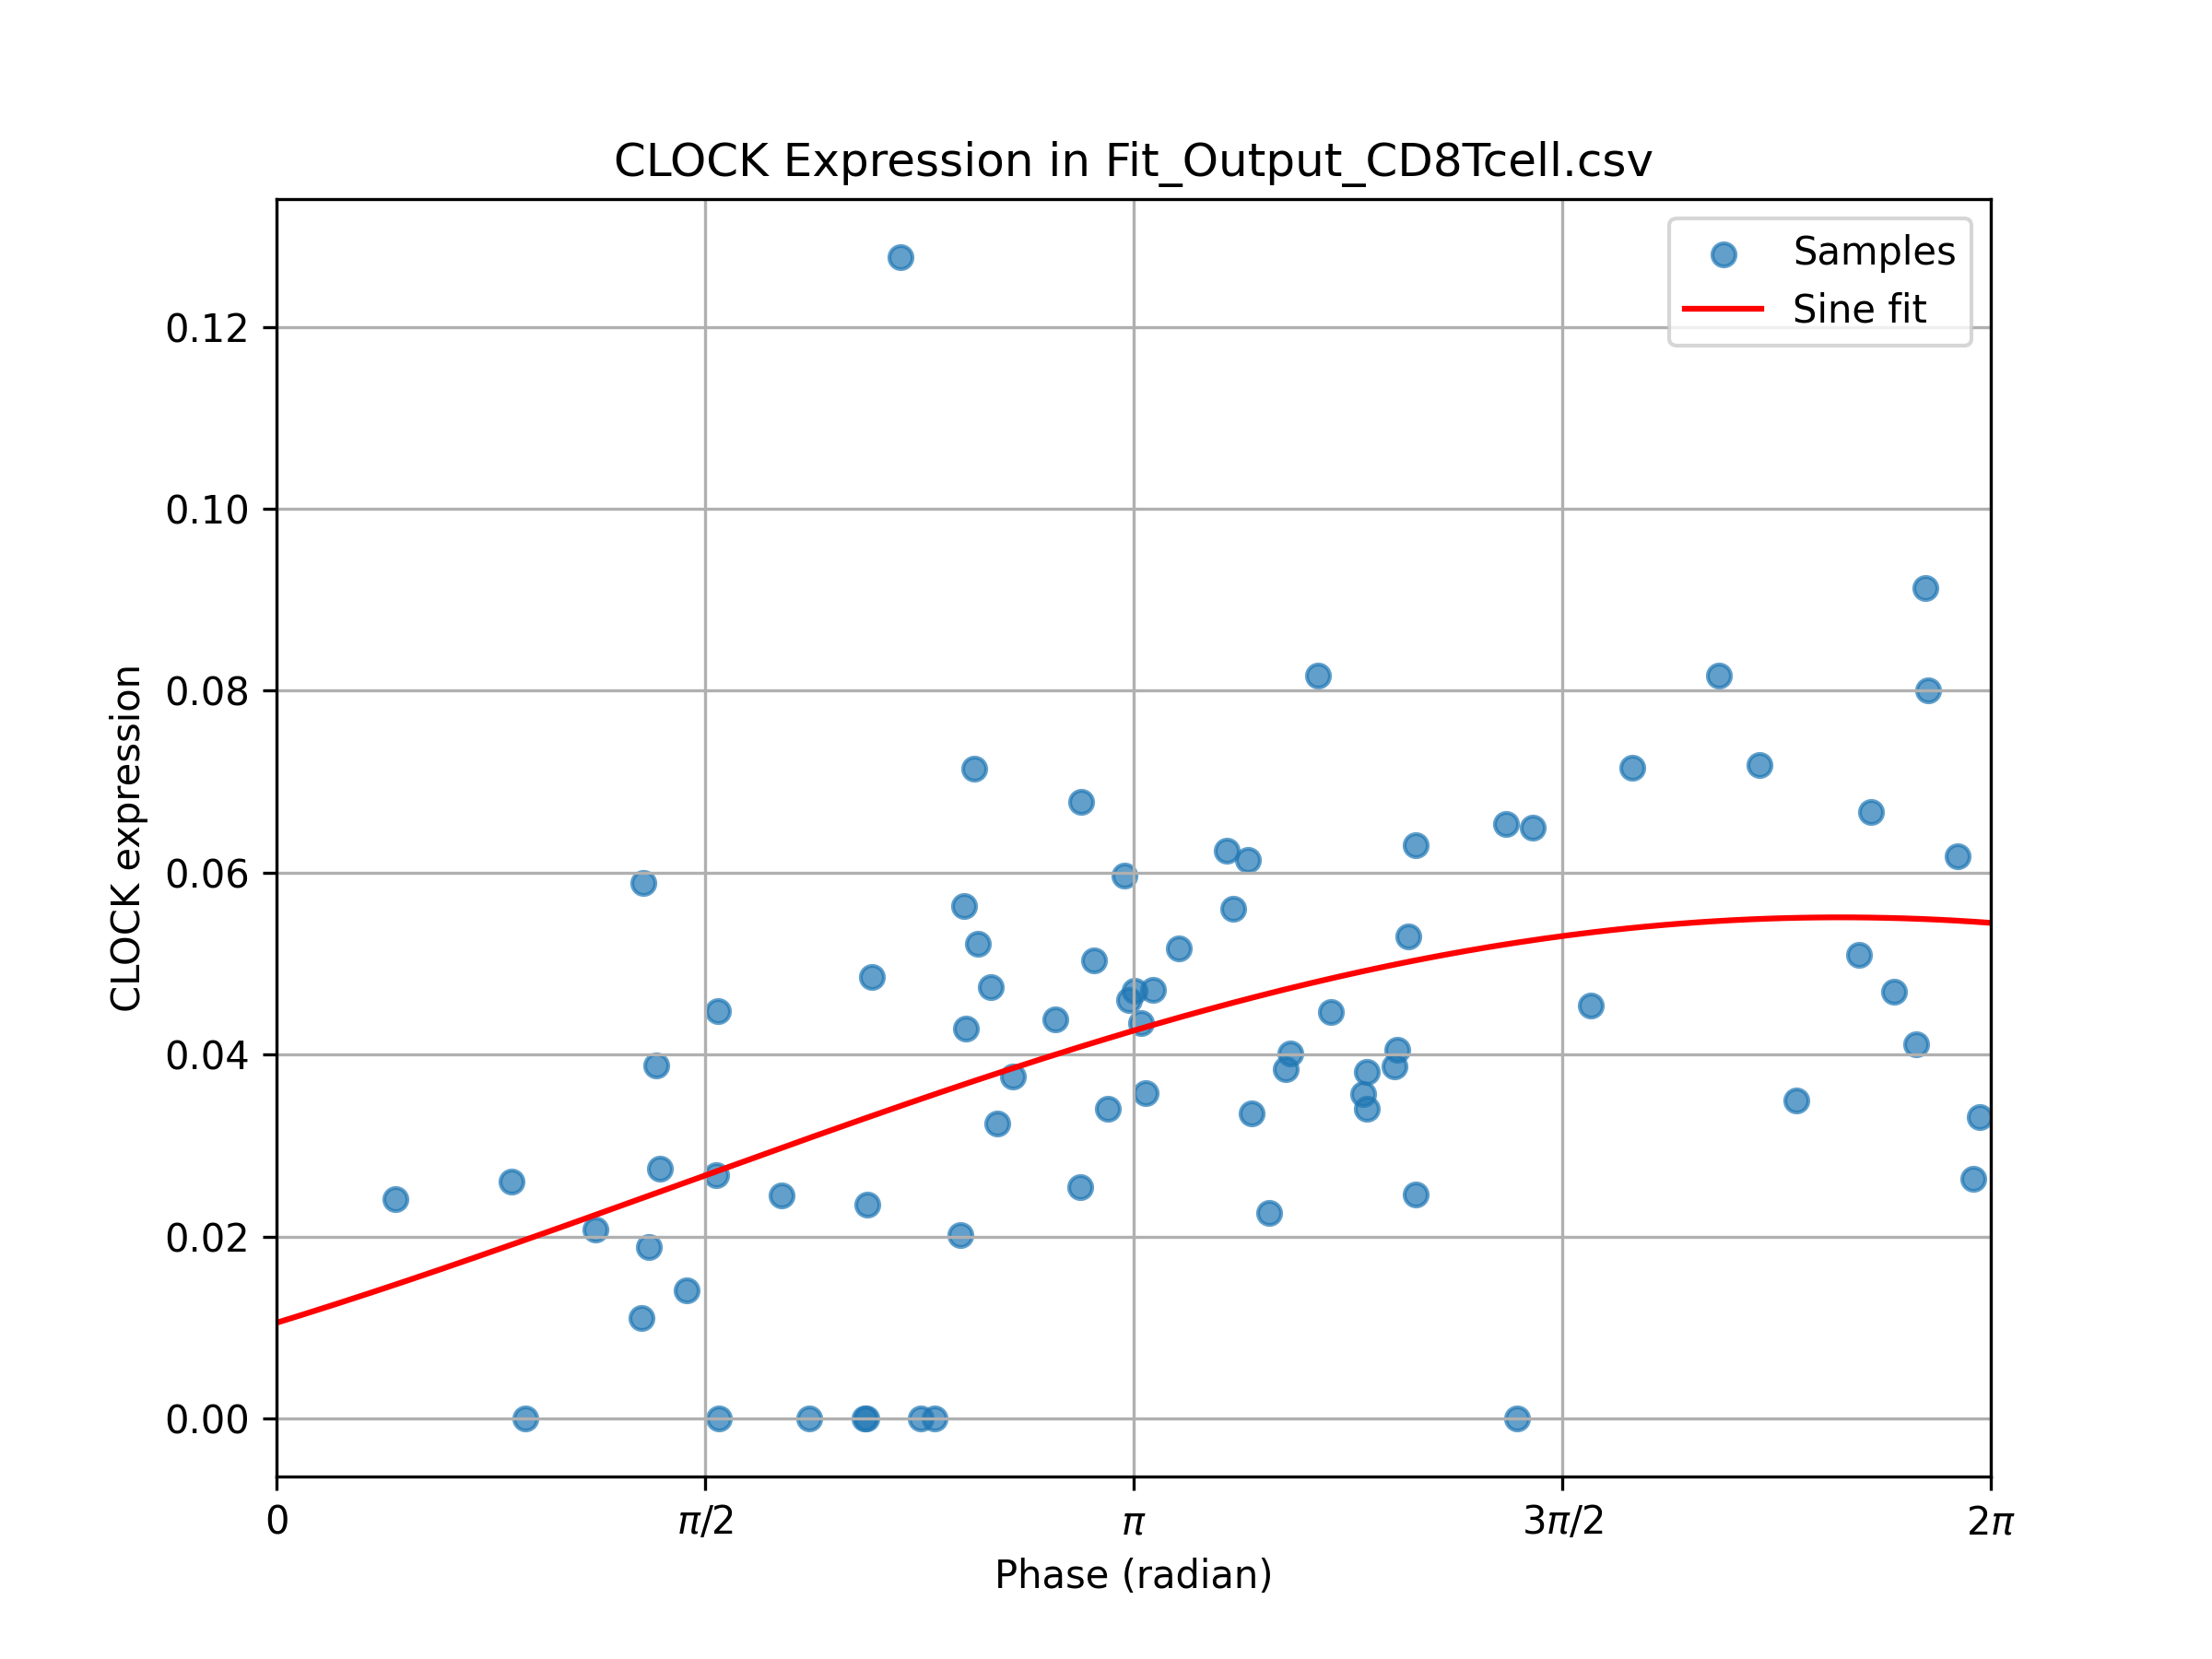 CLOCK Expression in Fit_Output_CD8Tcell.csv
Samples
Sine fit
0.12
0.10
0.08
0.06
0.04
0.02
0.00
CLOCK expression
0 π/2 π 3π/2 2π
Phase (radian)